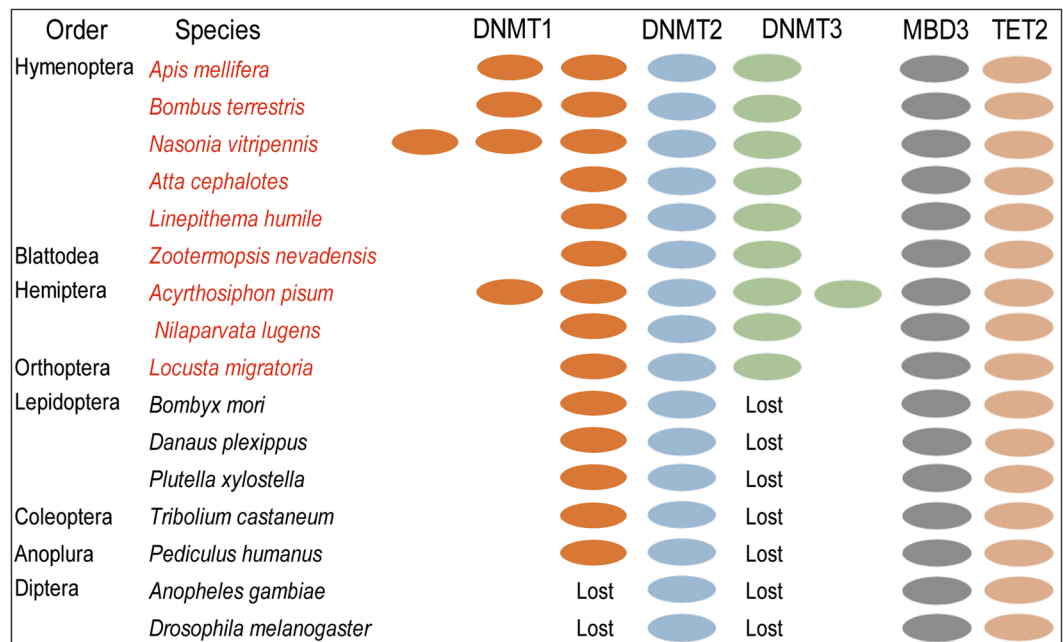 Order Species DNMT1 DNMT2 DNMT3 MBD3 TET2
Hymenoptera Apis mellifera
Bombus terrestris
Nasonia vitripennis
Atta cephalotes
Linepithema humile
Blattodea Zootermopsis nevadensis
Hemiptera Acyrthosiphon pisum
Nilaparvata lugens
Orthoptera Locusta migratoria
Lepidoptera Bombyx mori Lost
Danaus plexippus Lost
Plutella xylostella Lost
Coleoptera Tribolium castaneum Lost
Anoplura Pediculus humanus Lost
Diptera Anopheles gambiae Lost Lost
Drosophila melanogaster Lost Lost